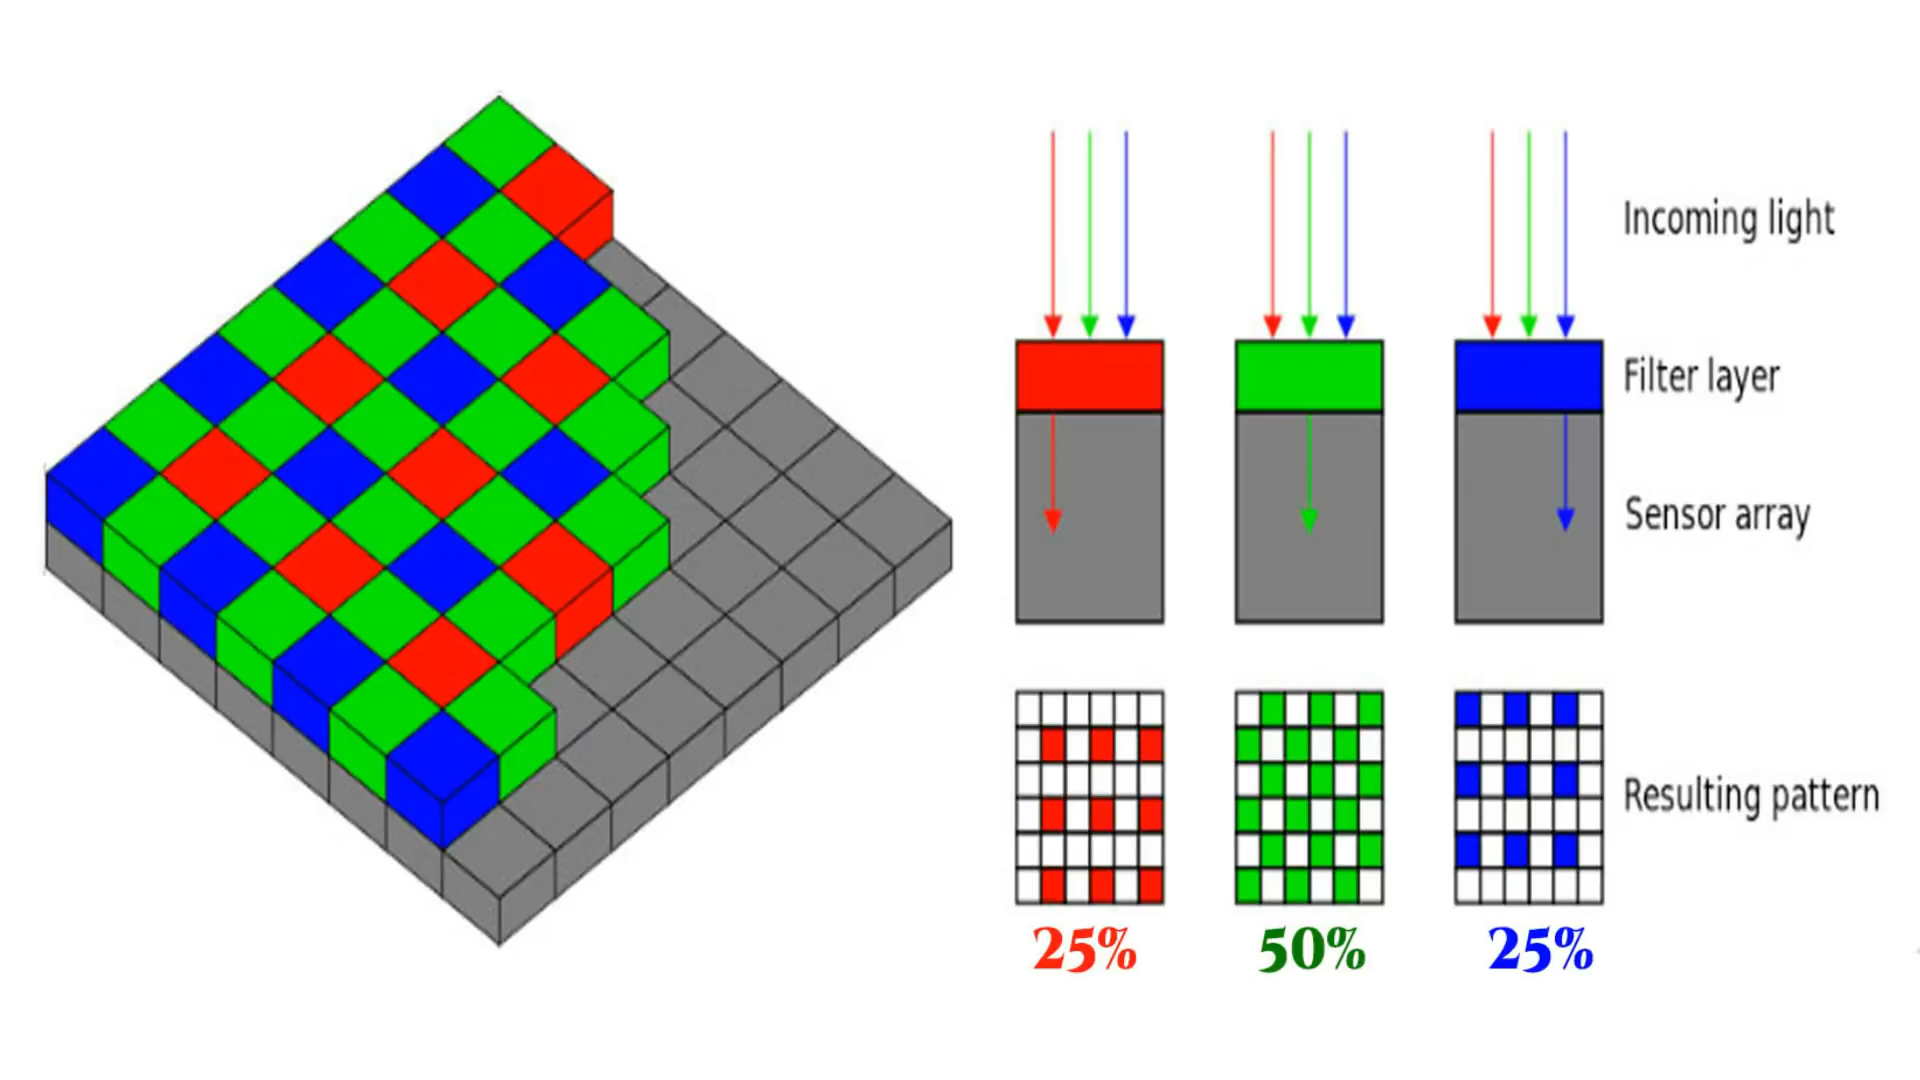 Incoming light
Filter layer
Sensor array
Resulting pattern
25% 50% 25%